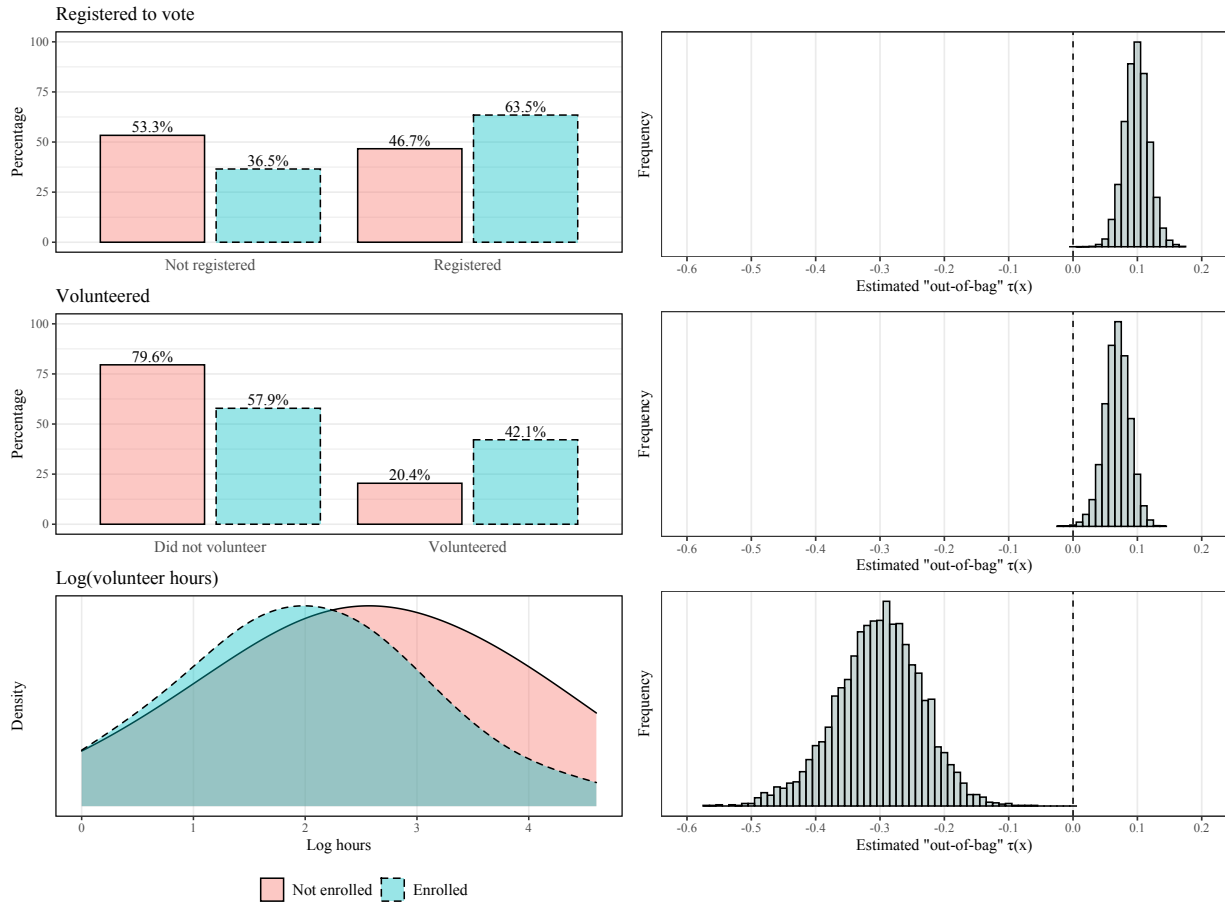 Registered to vote
Percentage
100
75
50
25
0
53.3%
36.5%
46.7%
63.5%
Not registered
Registered
Frequency
-0.6
-0.5
-0.4
-0.3
-0.2
-0.1
0.0
0.1
0.2
Estimated "out-of-bag" τ(x)
Volunteered
Percentage
100
75
50
25
0
79.6%
57.9%
20.4%
42.1%
Did not volunteer
Volunteered
Frequency
-0.6
-0.5
-0.4
-0.3
-0.2
-0.1
0.0
0.1
0.2
Estimated "out-of-bag" τ(x)
Log(volunteer hours)
Density
0
1
2
3
4
Log hours
Frequency
-0.6
-0.5
-0.4
-0.3
-0.2
-0.1
0.0
0.1
0.2
Estimated "out-of-bag" τ(x)
Not enrolled
Enrolled